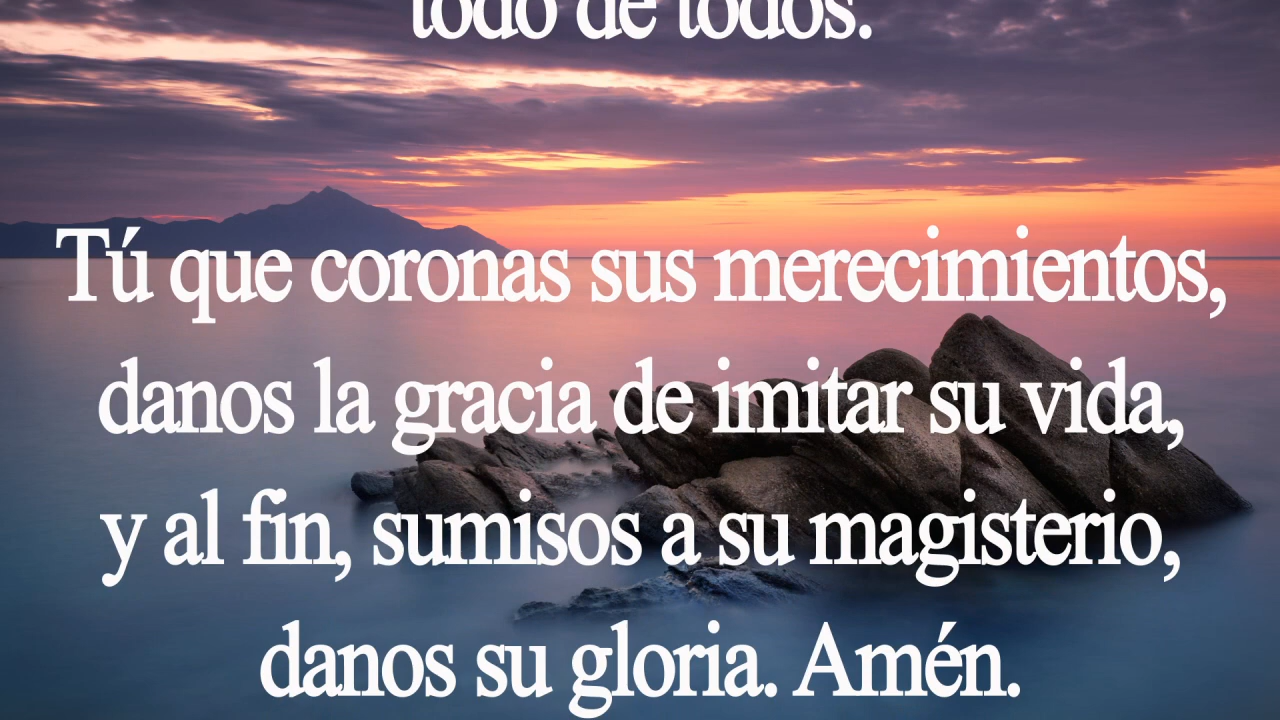 todo de todos.
Tú que coronas sus merecimientos,
danos la gracia de imitar su vida,
y al fin, sumisos a su magisterio,
danos su gloria. Amén.